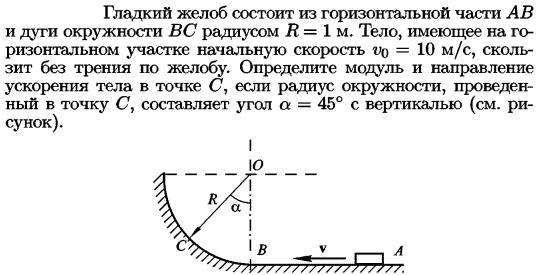 Гладкий желоб состоит из горизонтальной части AB
и дуги окружности BC радиусом R = 1 м. Тело, имеющее на го-
ризонтальном участке начальную скорость v₀ = 10 м/с, сколь-
зит без трения по желобу. Определите модуль и направление
ускорения тела в точке C, если радиус окружности, проведен-
ный в точку C, составляет угол α = 45° с вертикалью (см. ри-
сунок).
O
R
α
C
B
v
A